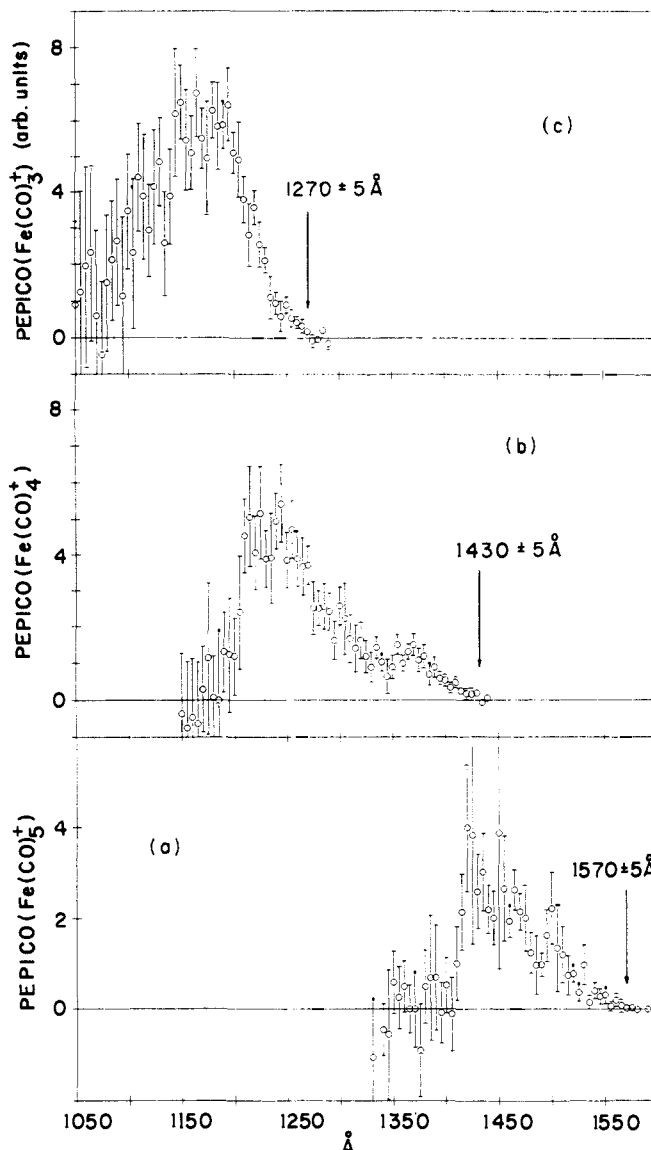 PEPICO(Fe(CO)₃⁺) (arb. units)
8
4
0
(c)
1270 ± 5 Å
PEPICO(Fe(CO)₄⁺)
8
4
0
(b)
1430 ± 5 Å
PEPICO(Fe(CO)₅⁺)
4
2
0
(a)
1570 ± 5 Å
1050 1150 1250 1350 1450 1550
Å